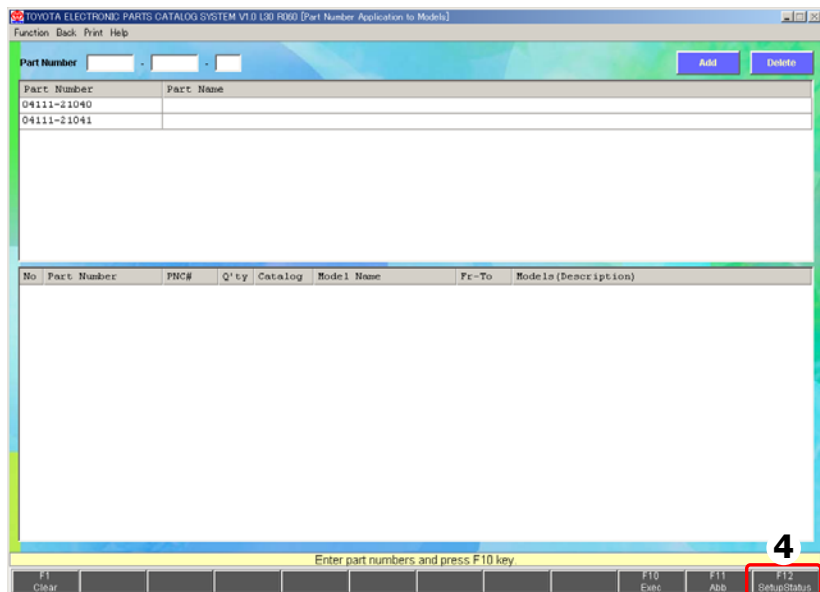 TOYOTA ELECTRONIC PARTS CATALOG SYSTEM V1.0 L30 R060 [Part Number Application to Models]
Function Back Print Help
Part Number - - Add Delete
Part Number Part Name
04111-21040
04111-21041
No Part Number PNC# Q'ty Catalog Model Name Fr-To Models(Description)
4
Enter part numbers and press F10 key.
F1 F10 F11 F12
Clear Exec Abb SetupStatus